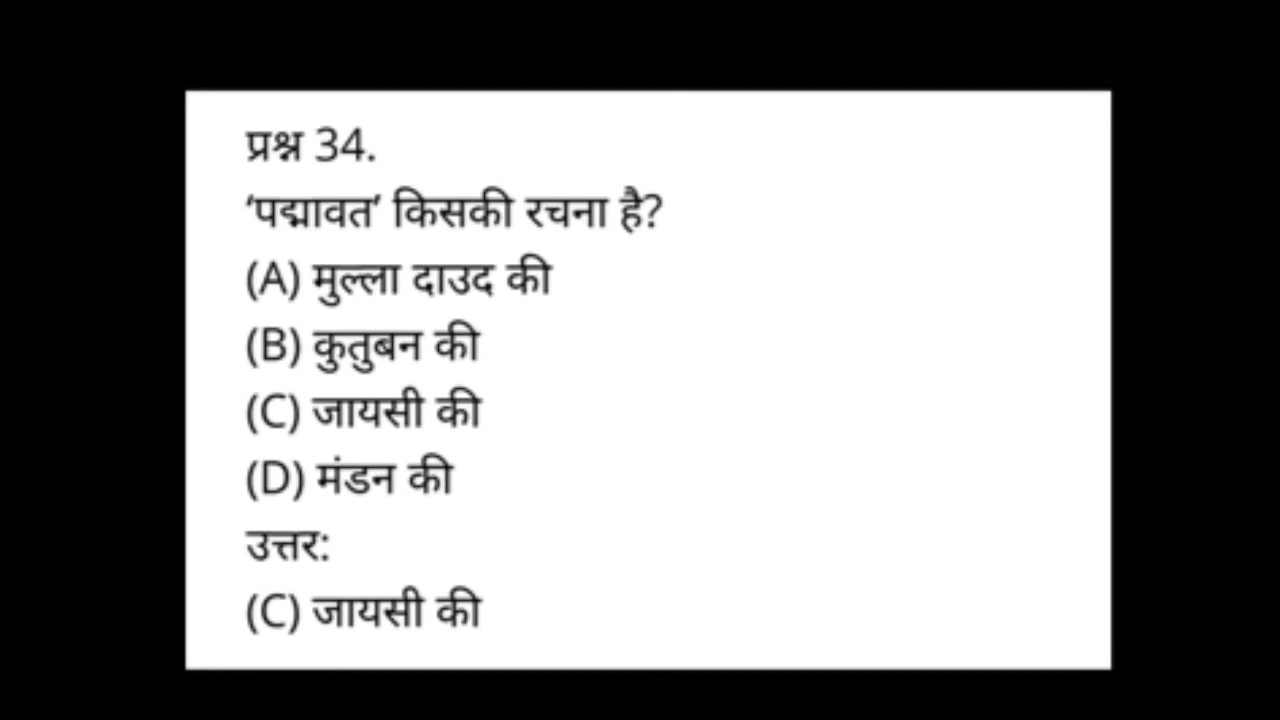 प्रश्न 34.
‘पद्मावत’ किसकी रचना है?
(A) मुल्ला दाउद की
(B) कुतुबन की
(C) जायसी की
(D) मंडन की
उत्तर:
(C) जायसी की